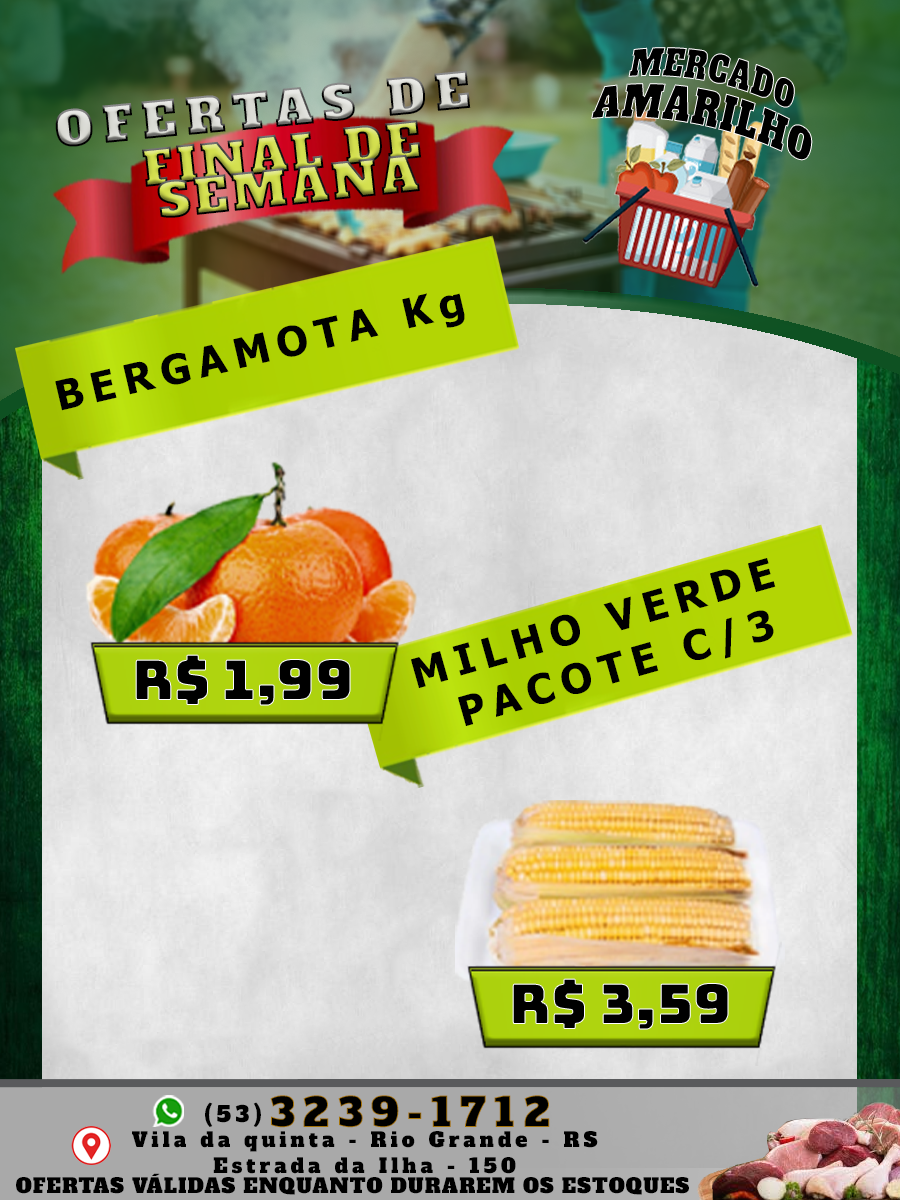 OFERTAS DE
FINAL DE
SEMANA
MERCADO
AMARILHO
BERGAMOTA Kg
R$ 1,99
MILHO VERDE
PACOTE C/3
R$ 3,59
(53) 3239-1712
Vila da quinta - Rio Grande - RS
Estrada da Ilha - 150
OFERTAS VÁLIDAS ENQUANTO DURAREM OS ESTOQUES